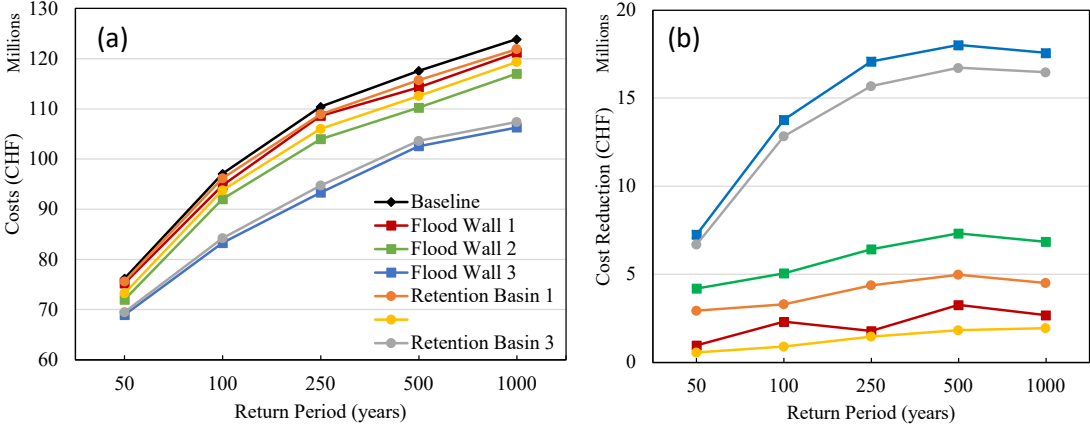 (a)
Millions
Costs (CHF)
130
120
110
100
90
80
70
60
50 100 250 500 1000
Return Period (years)
Baseline
Flood Wall 1
Flood Wall 2
Flood Wall 3
Retention Basin 1
Retention Basin 3
(b)
Millions
Cost Reduction (CHF)
20
15
10
5
0
50 100 250 500 1000
Return Period (years)